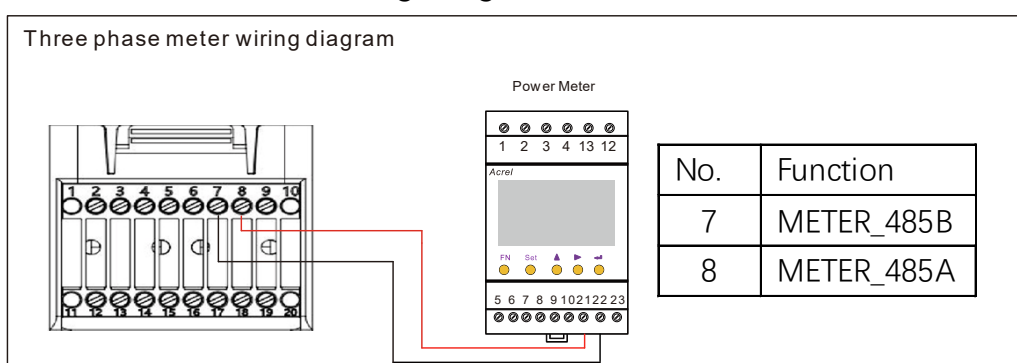 Three phase meter wiring diagram
Power Meter
1 2 3 4 13 12
Acrel
FN Set
5 6 7 8 9 10 21 22 23
1 2 3 4 5 6 7 8 9 10
11 12 13 14 15 16 17 18 19 20
No. Function
7 METER_485B
8 METER_485A